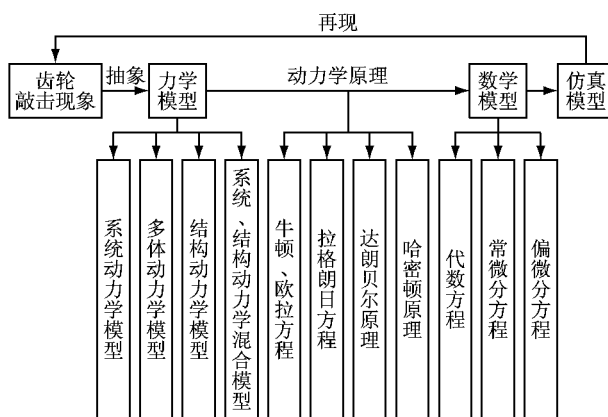 再现
齿轮
敲击现象
抽象
力学
模型
动力学原理
数学
模型
仿真
模型
系统动力学模型
多体动力学模型
结构动力学模型
系统、结构动力学混合模型
牛顿、欧拉方程
拉格朗日方程
达朗贝尔原理
哈密顿原理
代数方程
常微分方程
偏微分方程